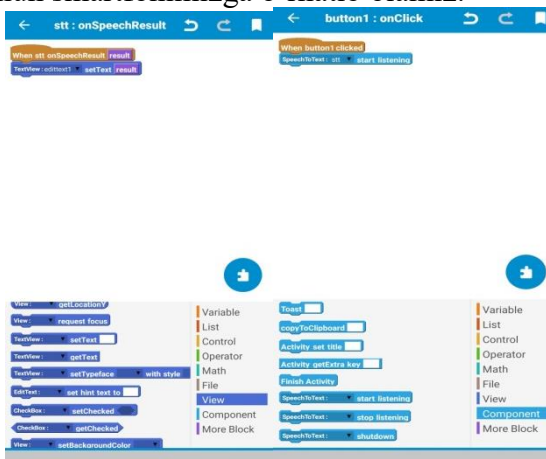 stt : onSpeechResult
When stt onSpeechResult result
TextView : edittext1 setText result
View : getLocationY
View : request focus
TextView : setText
TextView : getText
TextView : setTypeface with style
EditText : set hint text to
CheckBox : setChecked
CheckBox : getChecked
View : setBackgroundColor
Variable
List
Control
Operator
Math
File
View
Component
More Block
button1 : onClick
When button1 clicked
SpeechToText : stt start listening
Toast
copyToClipboard
Activity set title
Activity getExtra key
Finish Activity
SpeechToText : start listening
SpeechToText : stop listening
SpeechToText : shutdown
Variable
List
Control
Operator
Math
File
View
Component
More Block